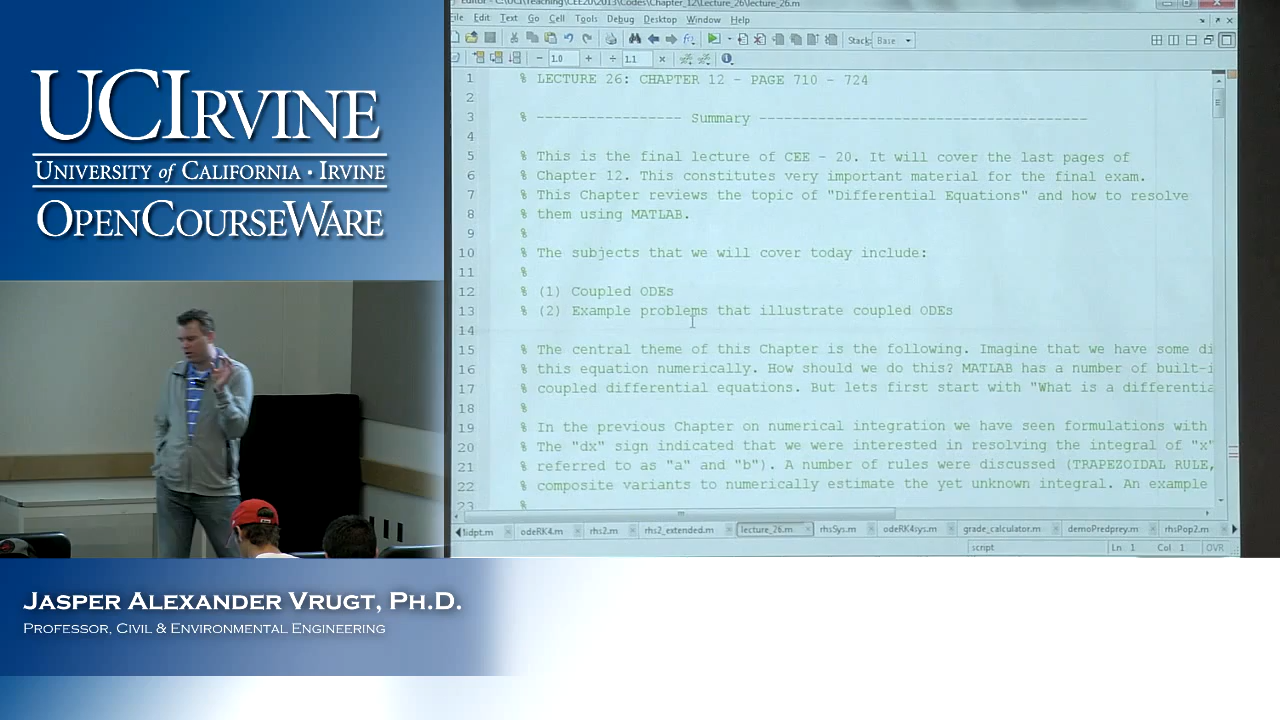 UCIRVINE
UNIVERSITY of CALIFORNIA · IRVINE
OPENCOURSEWARE
Editor - C:\UCI\Teaching\CEE20\2013\Codes\Chapter_12\Lecture_26\lecture_26.m
File Edit Text Go Cell Tools Debug Desktop Window Help
Stack: Base
− 1.0 + ÷ 1.1 ×
1 % LECTURE 26: CHAPTER 12 - PAGE 710 - 724
2
3 % ----------------- Summary ---------------------------------------
4
5 % This is the final lecture of CEE - 20. It will cover the last pages of
6 % Chapter 12. This constitutes very important material for the final exam.
7 % This Chapter reviews the topic of "Differential Equations" and how to resolve
8 % them using MATLAB.
9 %
10 % The subjects that we will cover today include:
11 %
12 % (1) Coupled ODEs
13 % (2) Example problems that illustrate coupled ODEs
14
15 % The central theme of this Chapter is the following. Imagine that we have some di
16 % this equation numerically. How should we do this? MATLAB has a number of built-i
17 % coupled differential equations. But lets first start with "What is a differentia
18 %
19 % In the previous Chapter on numerical integration we have seen formulations with
20 % The "dx" sign indicated that we were interested in resolving the integral of "x"
21 % referred to as "a" and "b"). A number of rules were discussed (TRAPEZOIDAL RULE,
22 % composite variants to numerically estimate the yet unknown integral. An example
23 %
lidpt.m × odeRK4.m × rhs2.m × rhs2_extended.m × lecture_26.m × rhsSys.m × odeRK4sys.m × grade_calculator.m × demoPredprey.m × rhsPop2.m ×
script Ln 1 Col 1 OVR
JASPER ALEXANDER VRUGT, PH.D.
PROFESSOR, CIVIL & ENVIRONMENTAL ENGINEERING